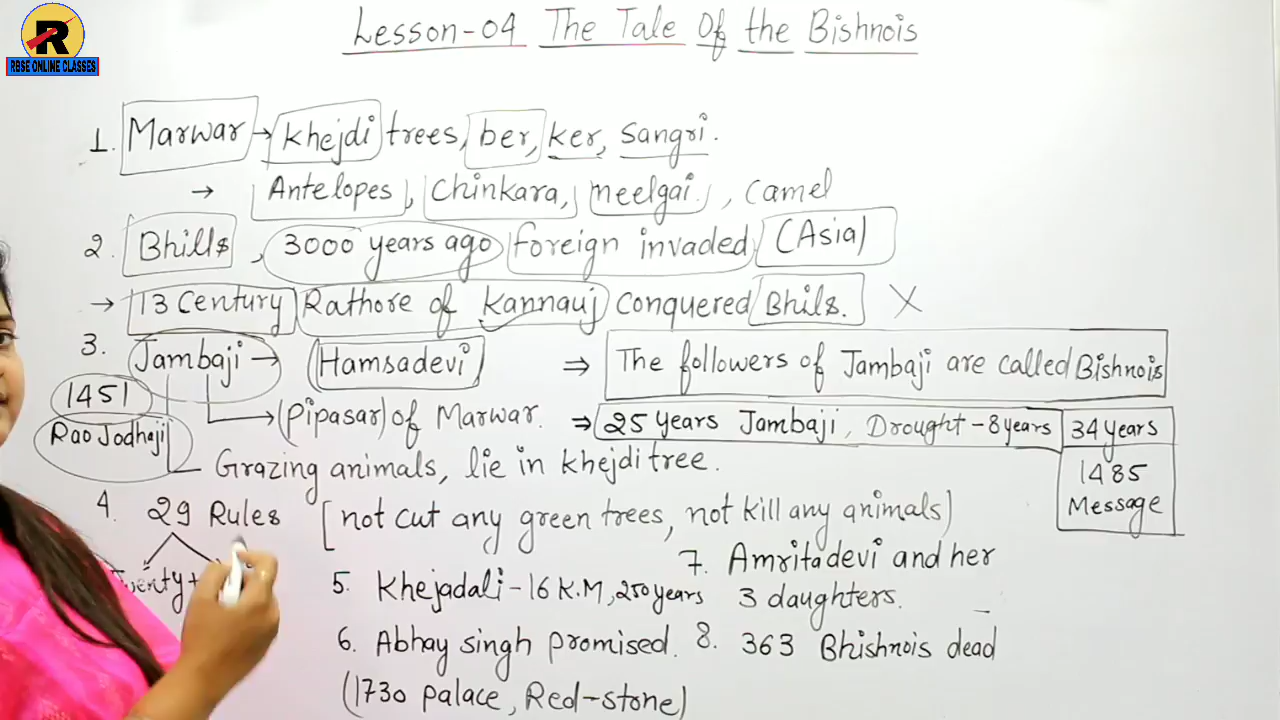 R
RBSE ONLINE CLASSES
Lesson-04 The Tale Of the Bishnois
1. Marwar → Khejdi trees, ber, ker, Sangri.
→ Antelopes, Chinkara, neelgai, Camel
2. Bhills, 3000 years ago foreign invaded (Asia)
→ 13 Century Rathore of Kannauj conquered Bhils. X
3. Jambaji → (Hamsadevi) ⇒ The followers of Jambaji are called Bishnois
1451 → (Pipasar) of Marwar. ⇒ 25 years Jambaji, Drought - 8 years 34 years
Rao Jodhaji Grazing animals, lie in khejdi tree. 1485
Message
4. 29 Rules [not cut any green trees, not kill any animals)
Twenty +
5. Khejadali - 16 K.M, 250 years
6. Abhay singh promised.
(1730 palace, Red-stone)
7. Amritadevi and her
3 daughters.
8. 363 Bhishnois dead